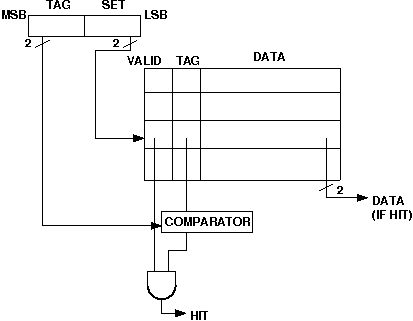 TAG SET
MSB LSB
2 2
VALID TAG DATA
2
DATA
(IF HIT)
COMPARATOR
HIT